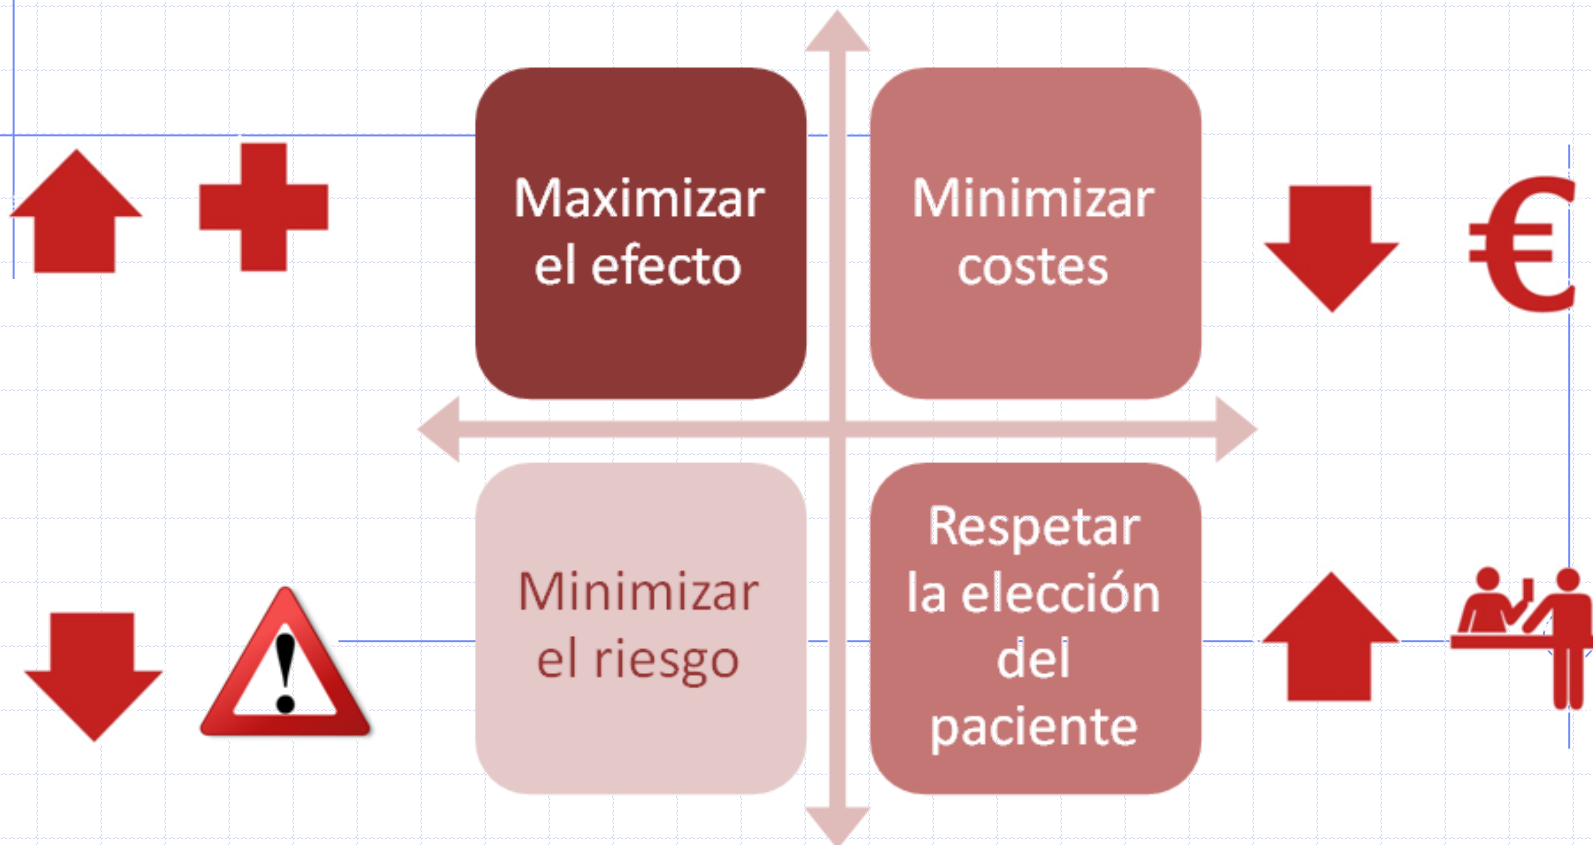 Maximizar
el efecto
Minimizar
costes
€
Minimizar
el riesgo
!
Respetar
la elección
del
paciente